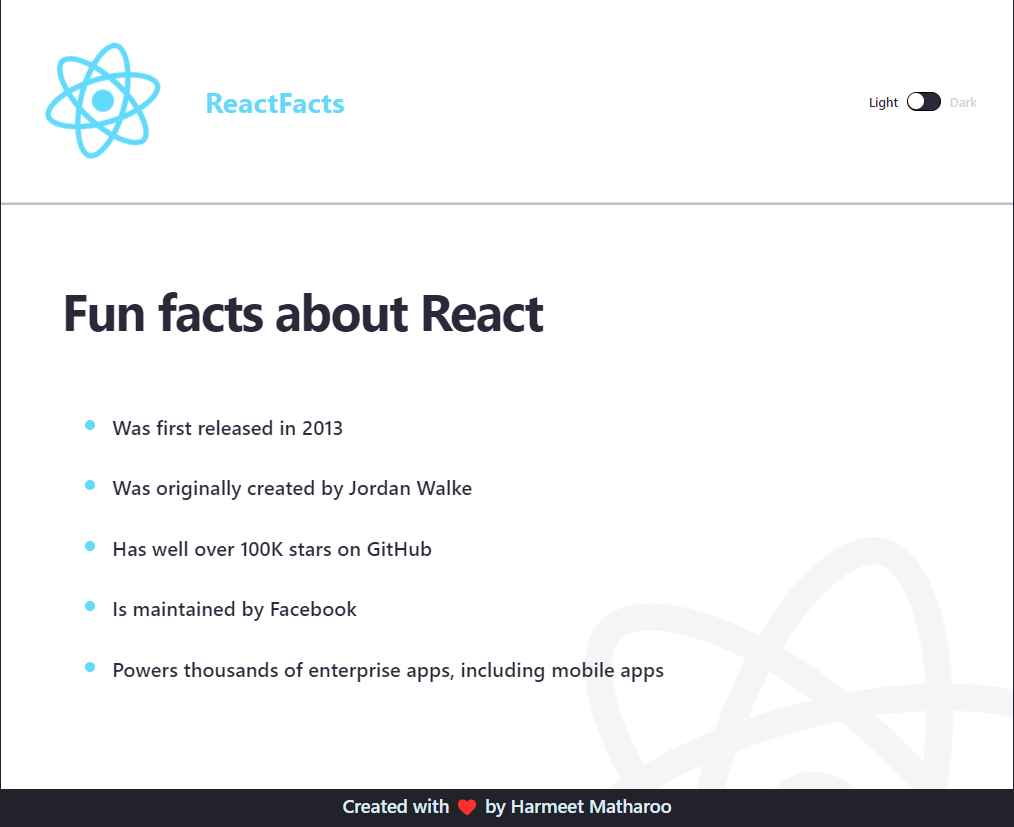 ReactFacts
Light Dark
Fun facts about React
Was first released in 2013
Was originally created by Jordan Walke
Has well over 100K stars on GitHub
Is maintained by Facebook
Powers thousands of enterprise apps, including mobile apps
Created with ❤️ by Harmeet Matharoo